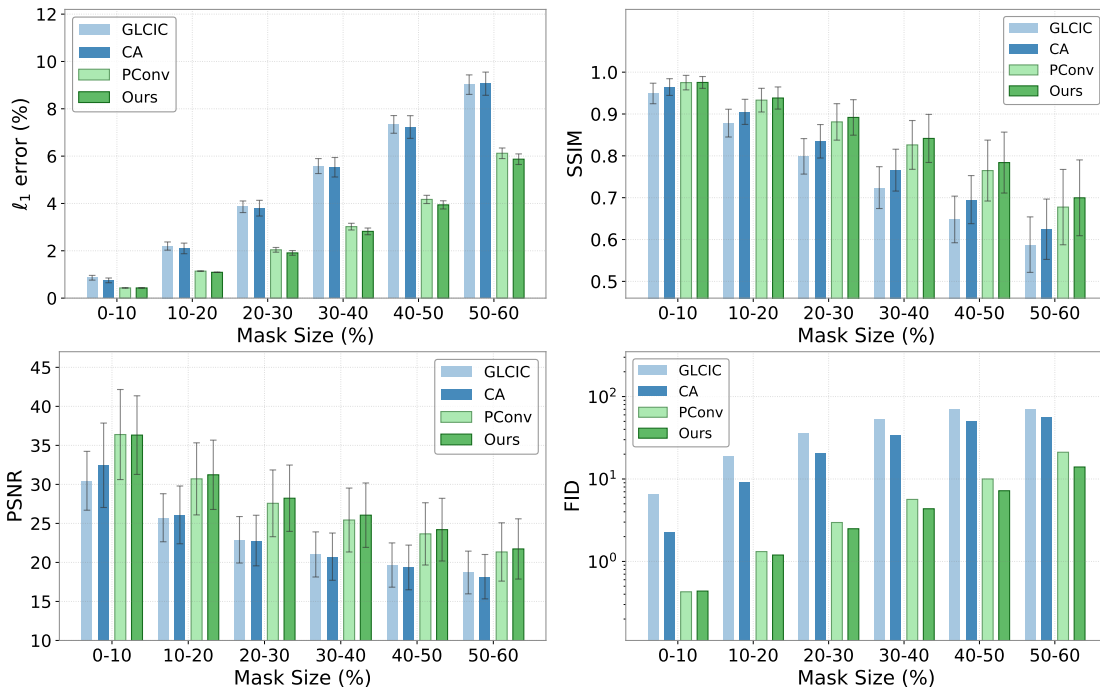 12
10
8
6
4
2
0
ℓ₁ error (%)
GLCIC
CA
PConv
Ours
0-10 10-20 20-30 30-40 40-50 50-60
Mask Size (%)
1.0
0.9
0.8
0.7
0.6
0.5
SSIM
GLCIC
CA
PConv
Ours
0-10 10-20 20-30 30-40 40-50 50-60
Mask Size (%)
45
40
35
30
25
20
15
10
PSNR
GLCIC
CA
PConv
Ours
0-10 10-20 20-30 30-40 40-50 50-60
Mask Size (%)
10²
10¹
10⁰
FID
GLCIC
CA
PConv
Ours
0-10 10-20 20-30 30-40 40-50 50-60
Mask Size (%)